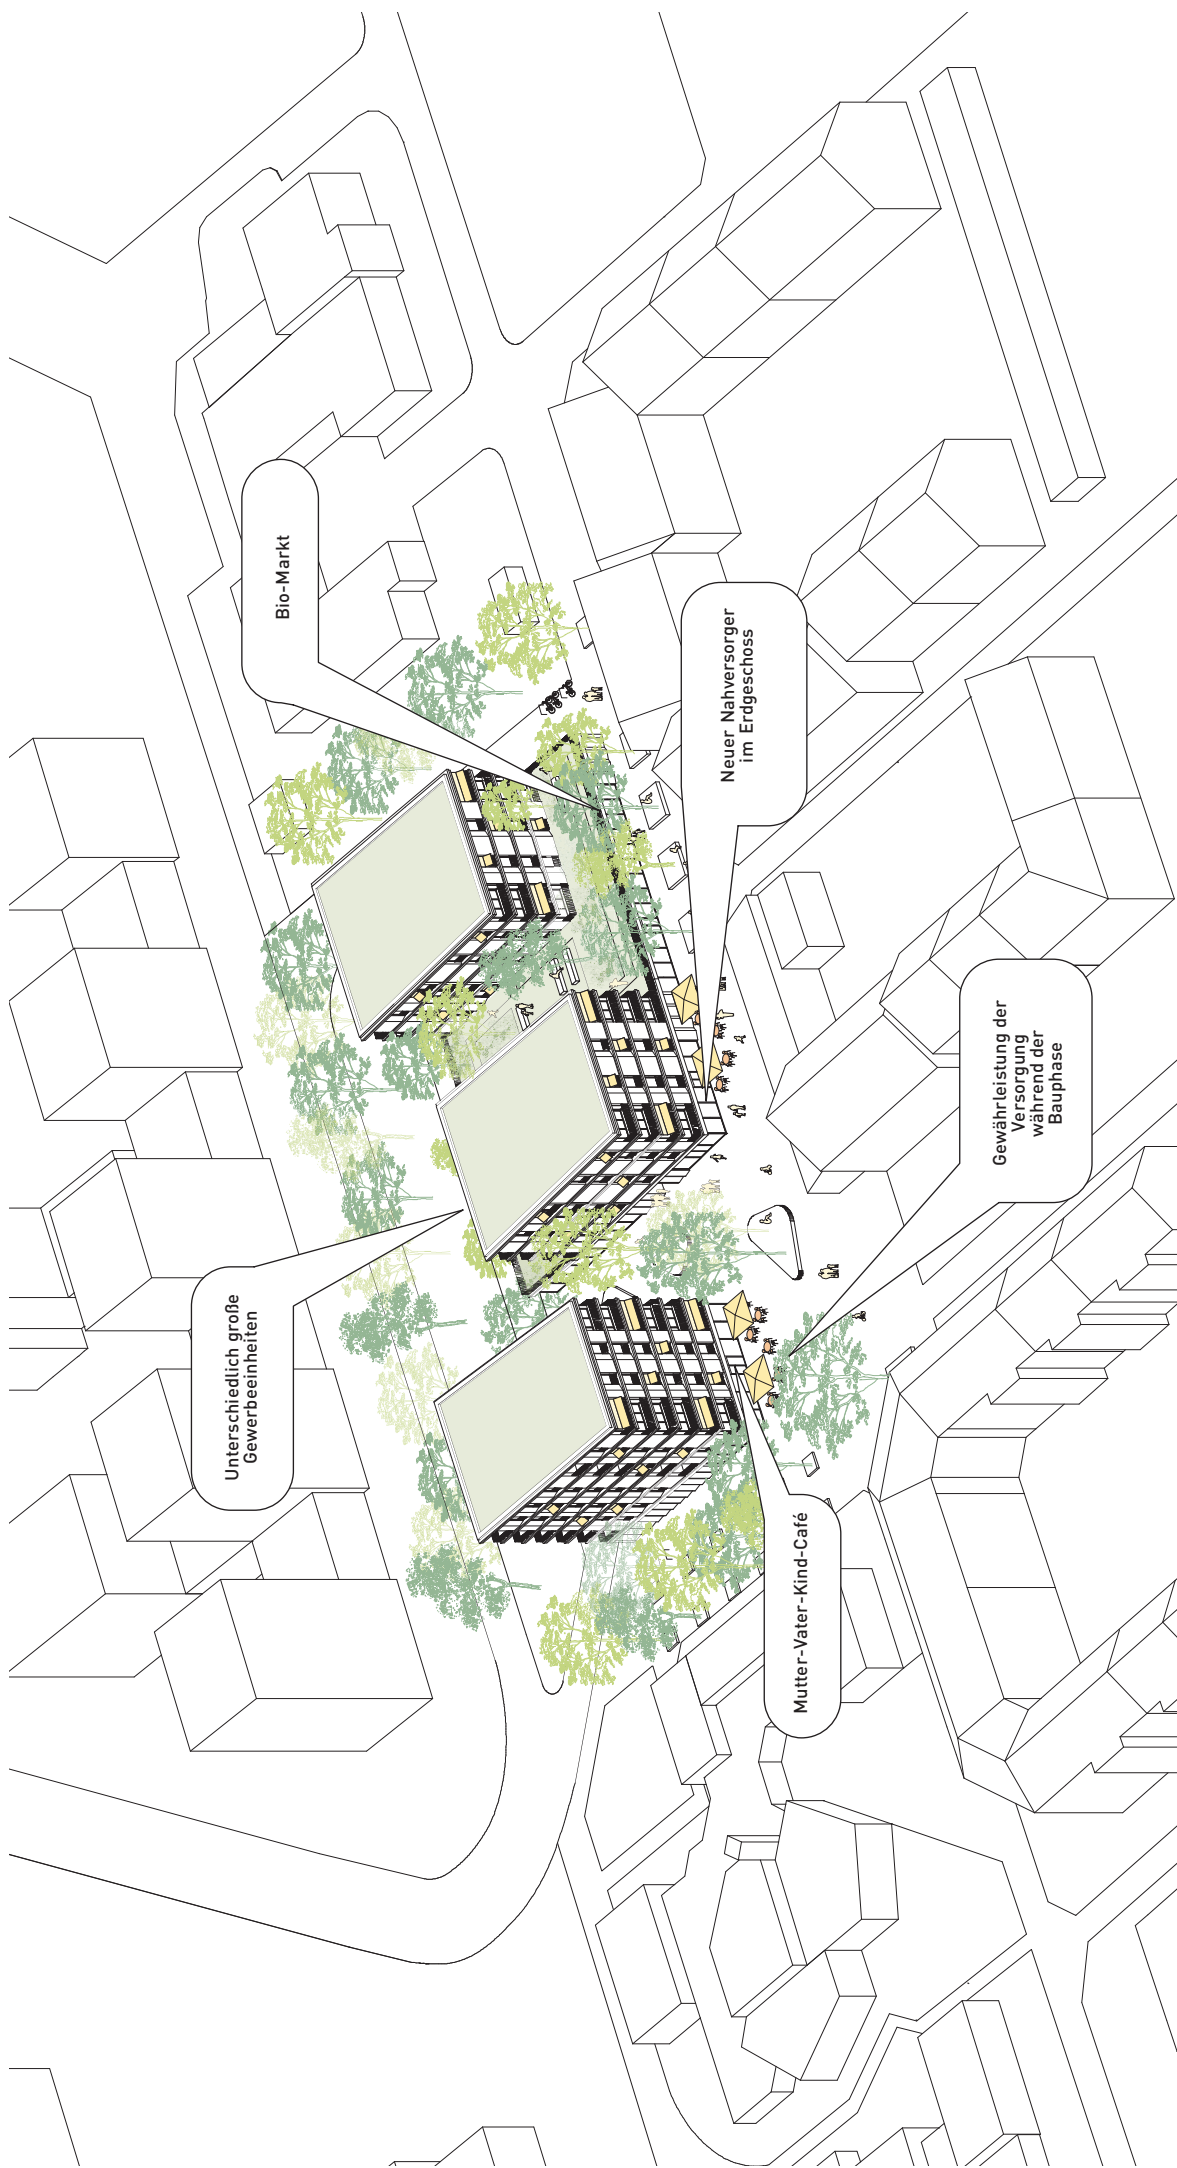 Unterschiedlich große
Gewerbeeinheiten
Bio-Markt
Mutter-Vater-Kind-Café
Neuer Nahversorger
im Erdgeschoss
Gewährleistung der
Versorgung
während der
Bauphase